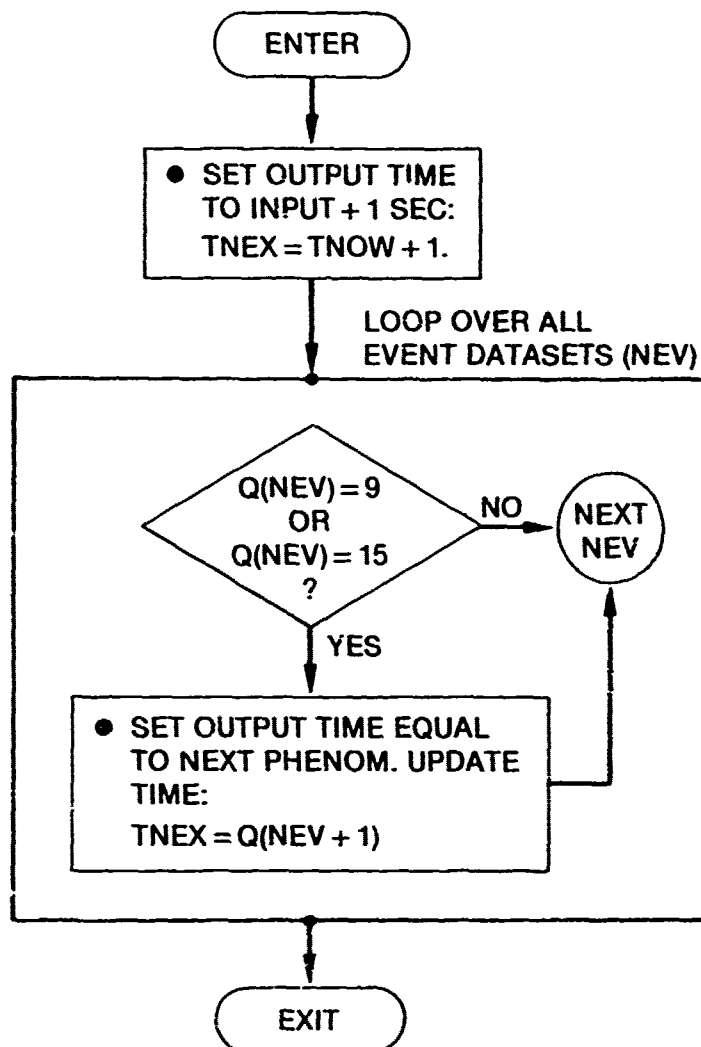 ENTER
● SET OUTPUT TIME
TO INPUT + 1 SEC:
TNEX = TNOW + 1.
LOOP OVER ALL
EVENT DATASETS (NEV)
Q(NEV) = 9
OR
Q(NEV) = 15
?
NO
NEXT
NEV
YES
● SET OUTPUT TIME EQUAL
TO NEXT PHENOM. UPDATE
TIME:
TNEX = Q(NEV + 1)
EXIT